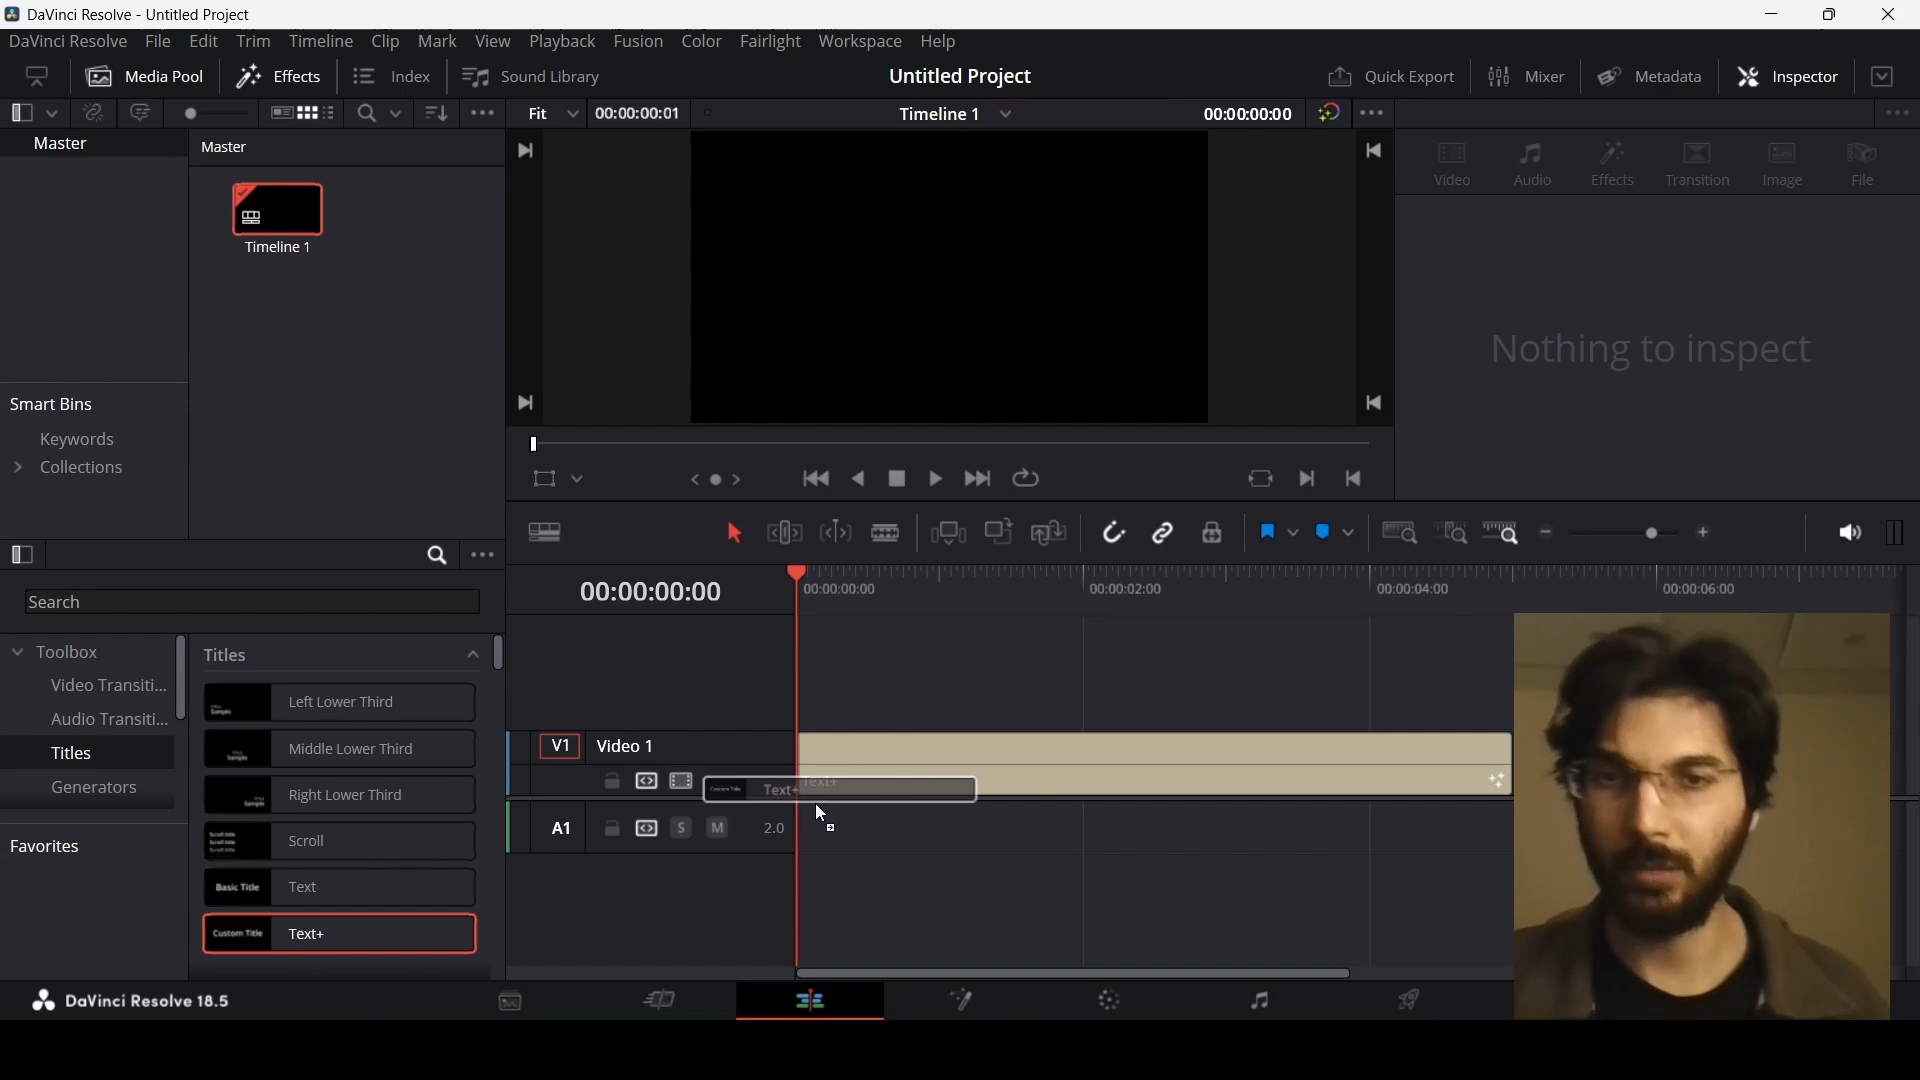 DaVinci Resolve - Untitled Project
DaVinci Resolve File Edit Trim Timeline Clip Mark View Playback Fusion Color Fairlight Workspace Help
Media Pool Effects Index Sound Library Untitled Project Quick Export Mixer Metadata Inspector
Fit 00:00:00:01 Timeline 1 00:00:00:00
Master Master
Video Audio Effects Transition Image File
Timeline 1
Nothing to inspect
Smart Bins
Keywords
Collections
Search
00:00:00:00 00:00:00:00 00:00:02:00 00:00:04:00 00:00:06:00
Toolbox Titles
Video Transiti...
Left Lower Third
Audio Transiti...
Titles
Middle Lower Third
V1 Video 1
Generators
Right Lower Third
Custom Title Text+ Text+
A1 S M 2.0
Favorites
Scroll
Basic Title Text
Custom Title Text+
DaVinci Resolve 18.5